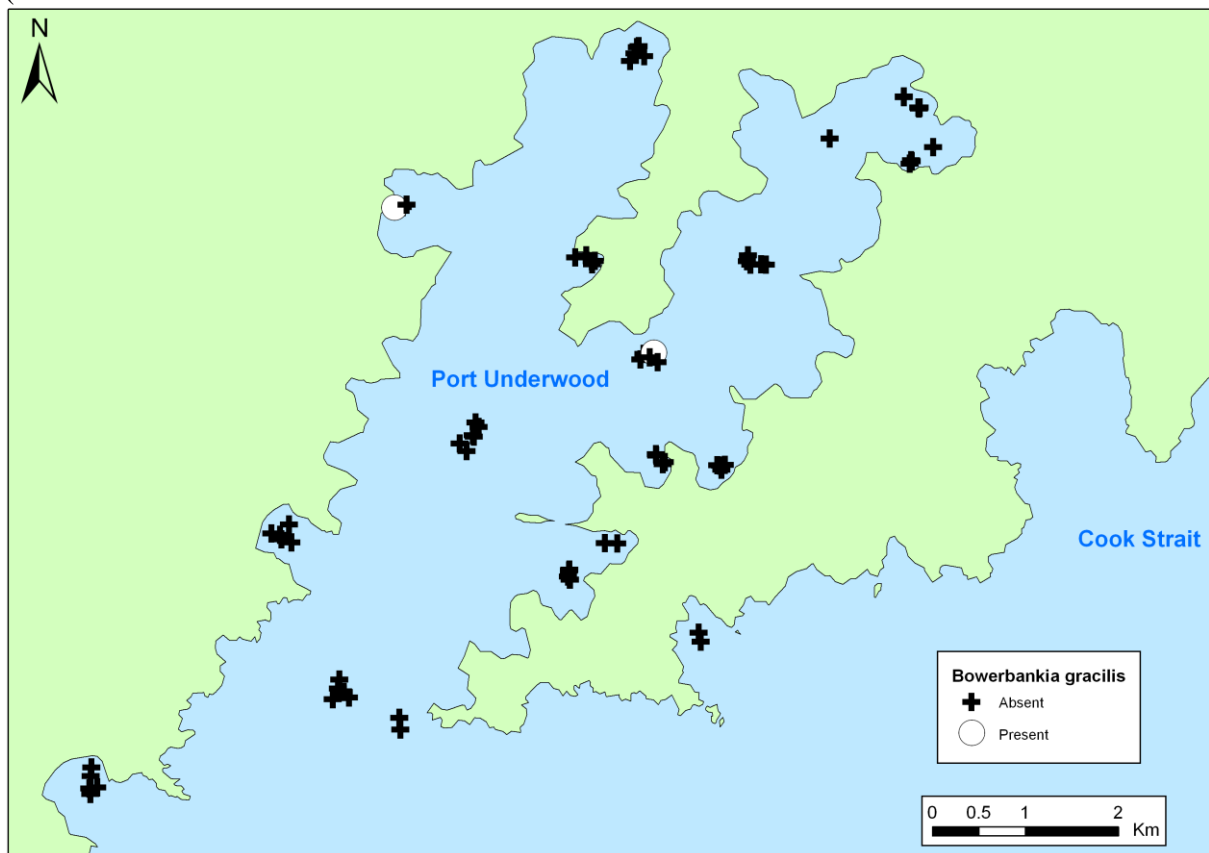 N
Port Underwood
Cook Strait
Bowerbankia gracilis
Absent
Present
0 0.5 1 2
Km